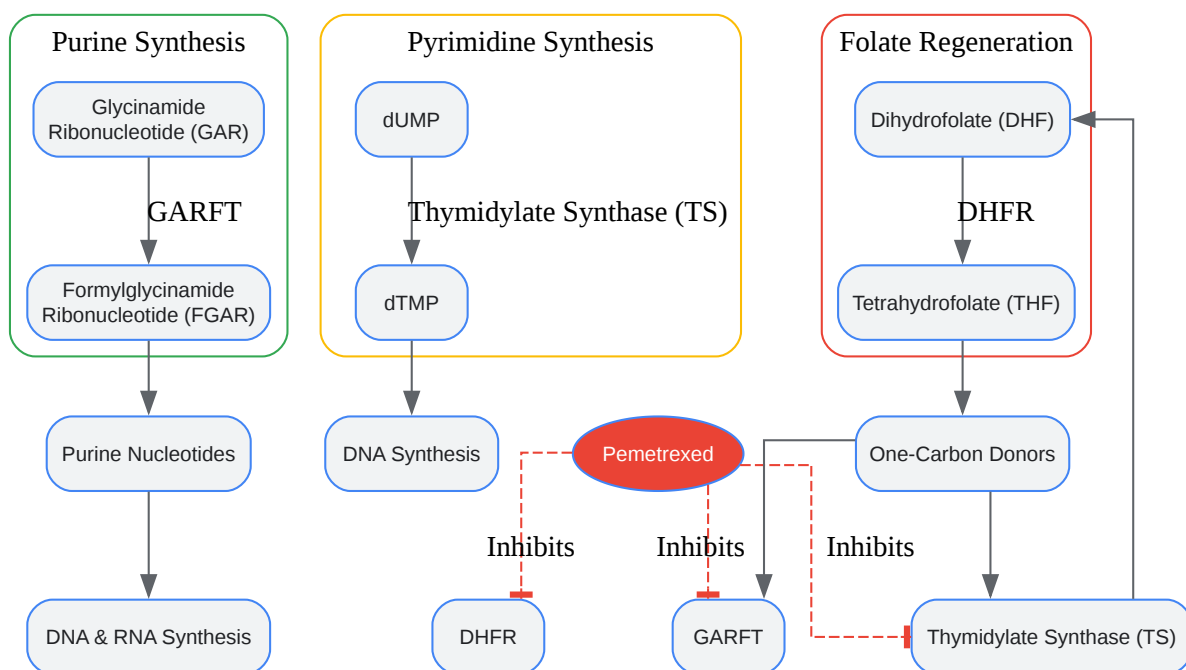 Purine Synthesis
Pyrimidine Synthesis
Folate Regeneration
Glycinamide
Ribonucleotide (GAR)
dUMP
Dihydrofolate (DHF)
GARFT
Thymidylate Synthase (TS)
DHFR
Formylglycinamide
Ribonucleotide (FGAR)
dTMP
Tetrahydrofolate (THF)
Purine Nucleotides
DNA Synthesis
Pemetrexed
One-Carbon Donors
Inhibits
Inhibits
Inhibits
DNA & RNA Synthesis
DHFR
GARFT
Thymidylate Synthase (TS)